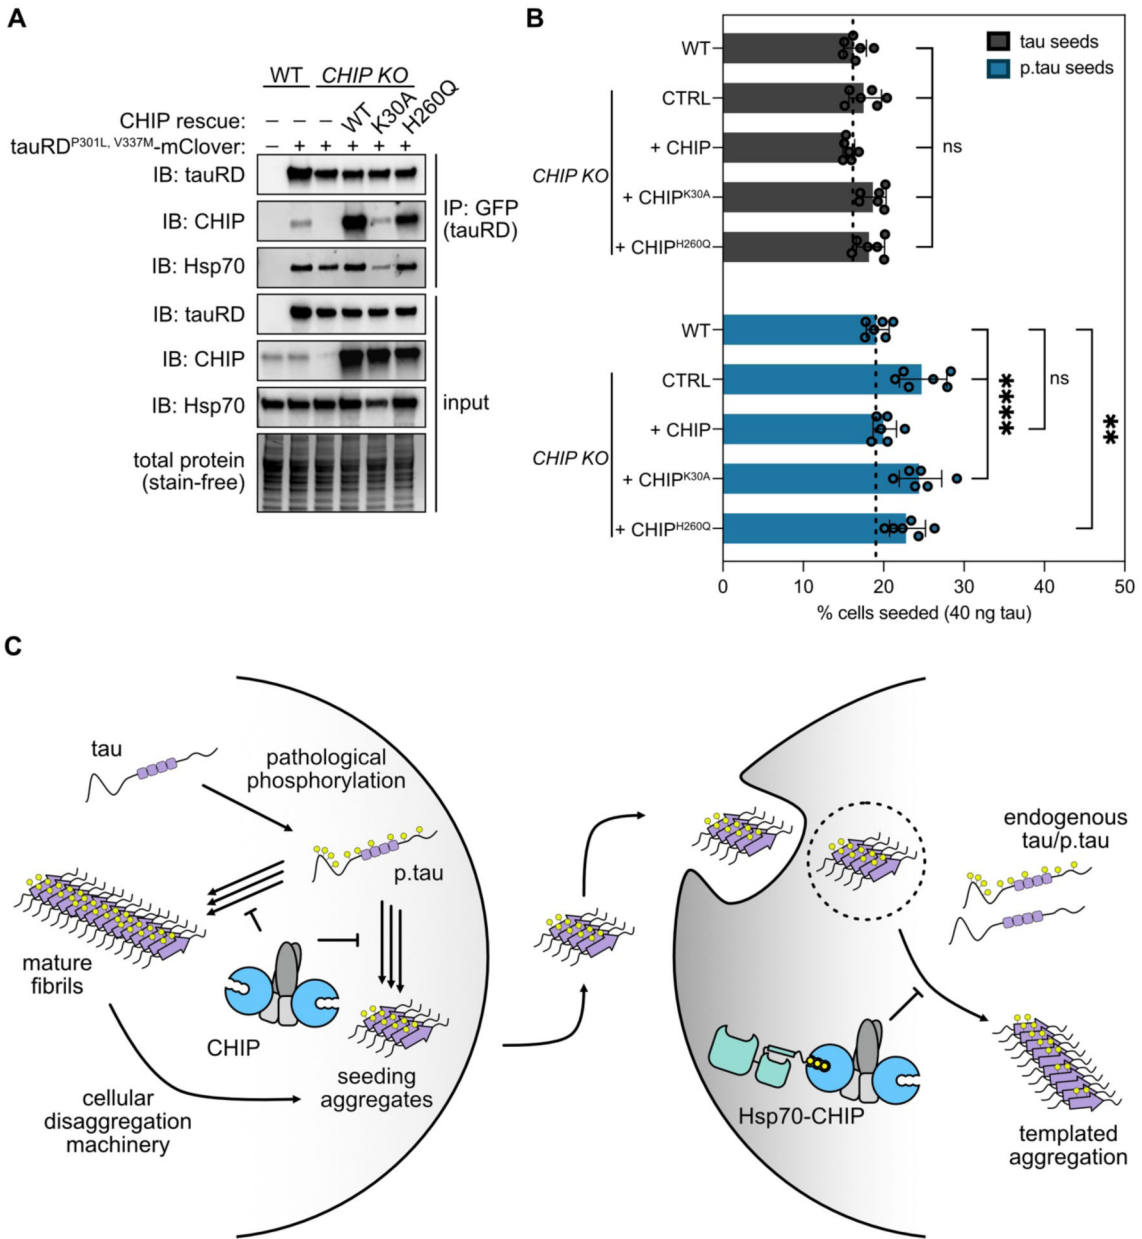 A
WT CHIP KO
CHIP rescue: – – – WT K30A H260Q
tauRDP301L, V337M-mClover: – + + + + +
IB: tauRD
IB: CHIP
IB: Hsp70
IP: GFP
(tauRD)
IB: tauRD
IB: CHIP
IB: Hsp70
total protein
(stain-free)
input
B
tau seeds
p.tau seeds
WT
CTRL
+ CHIP
+ CHIPK30A
+ CHIPH260Q
CHIP KO
ns
WT
CTRL
+ CHIP
+ CHIPK30A
+ CHIPH260Q
CHIP KO
****
ns
**
0 10 20 30 40 50
% cells seeded (40 ng tau)
C
tau
pathological
phosphorylation
p.tau
mature
fibrils
CHIP
seeding
aggregates
cellular
disaggregation
machinery
endogenous
tau/p.tau
Hsp70-CHIP
templated
aggregation